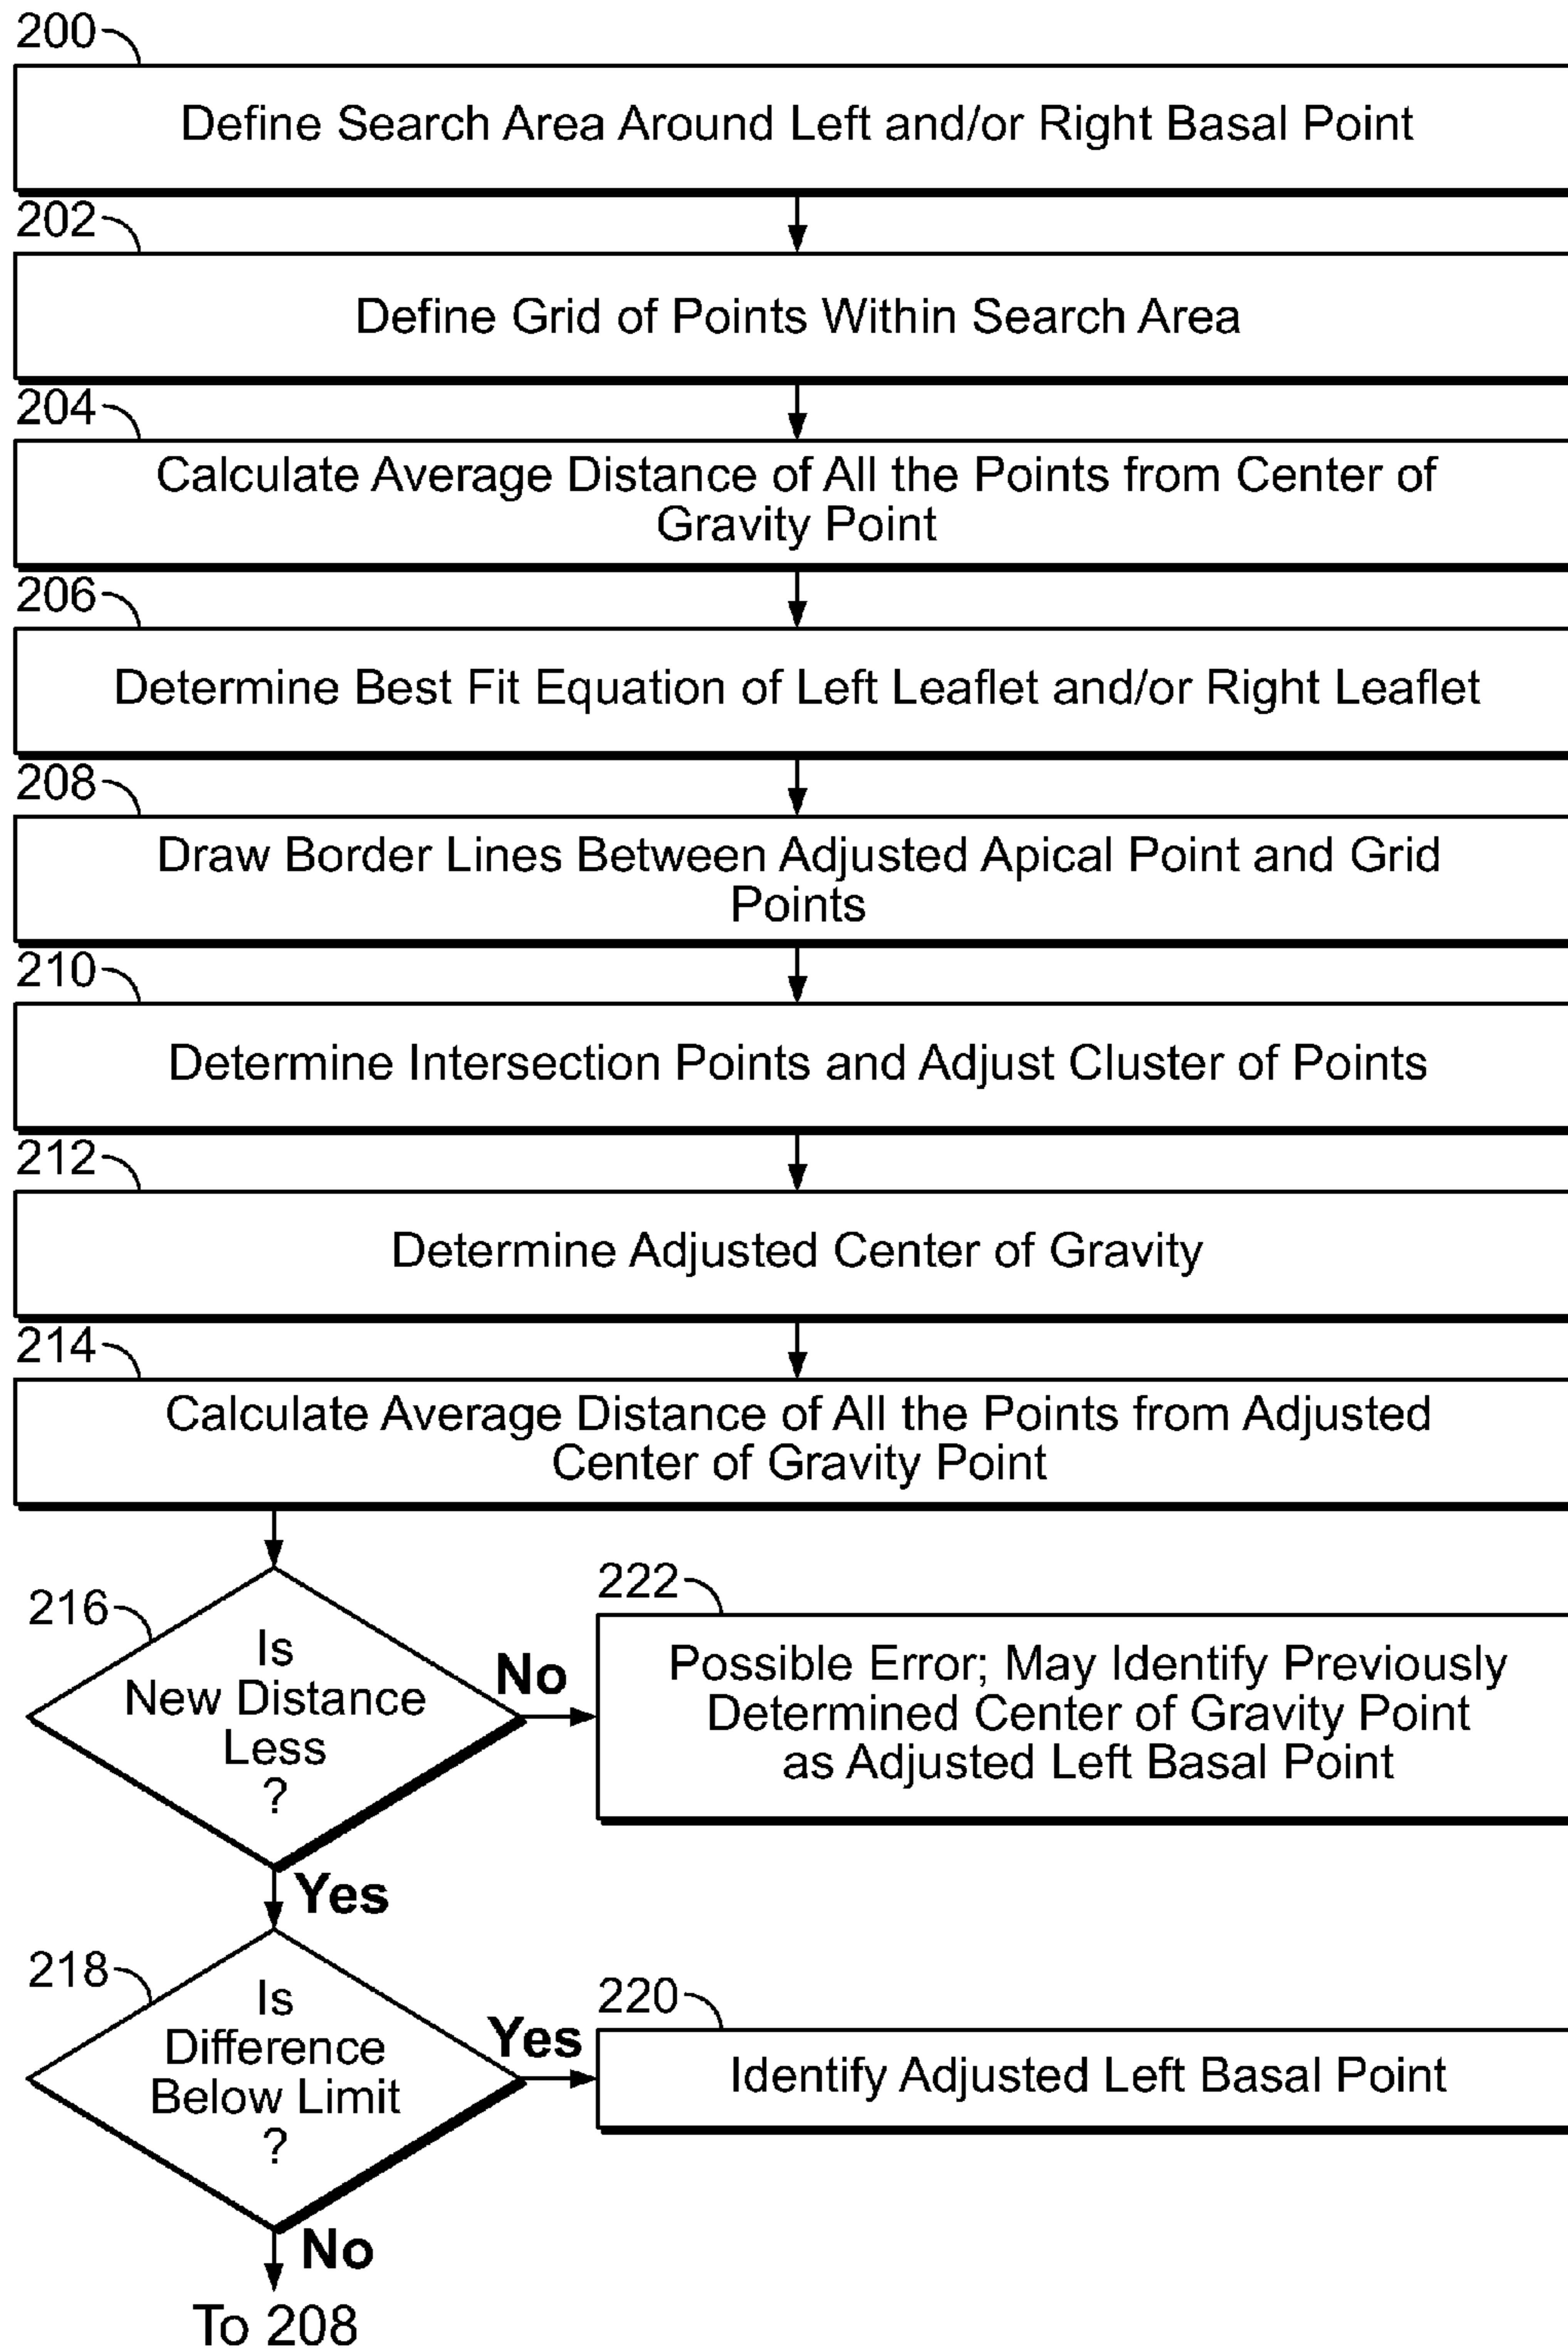 200
Define Search Area Around Left and/or Right Basal Point
202
Define Grid of Points Within Search Area
204
Calculate Average Distance of All the Points from Center of
Gravity Point
206
Determine Best Fit Equation of Left Leaflet and/or Right Leaflet
208
Draw Border Lines Between Adjusted Apical Point and Grid
Points
210
Determine Intersection Points and Adjust Cluster of Points
212
Determine Adjusted Center of Gravity
214
Calculate Average Distance of All the Points from Adjusted
Center of Gravity Point
216
Is
New Distance
Less
?
No
222
Possible Error; May Identify Previously
Determined Center of Gravity Point
as Adjusted Left Basal Point
Yes
218
Is
Difference
Below Limit
?
Yes
220
Identify Adjusted Left Basal Point
No
To 208